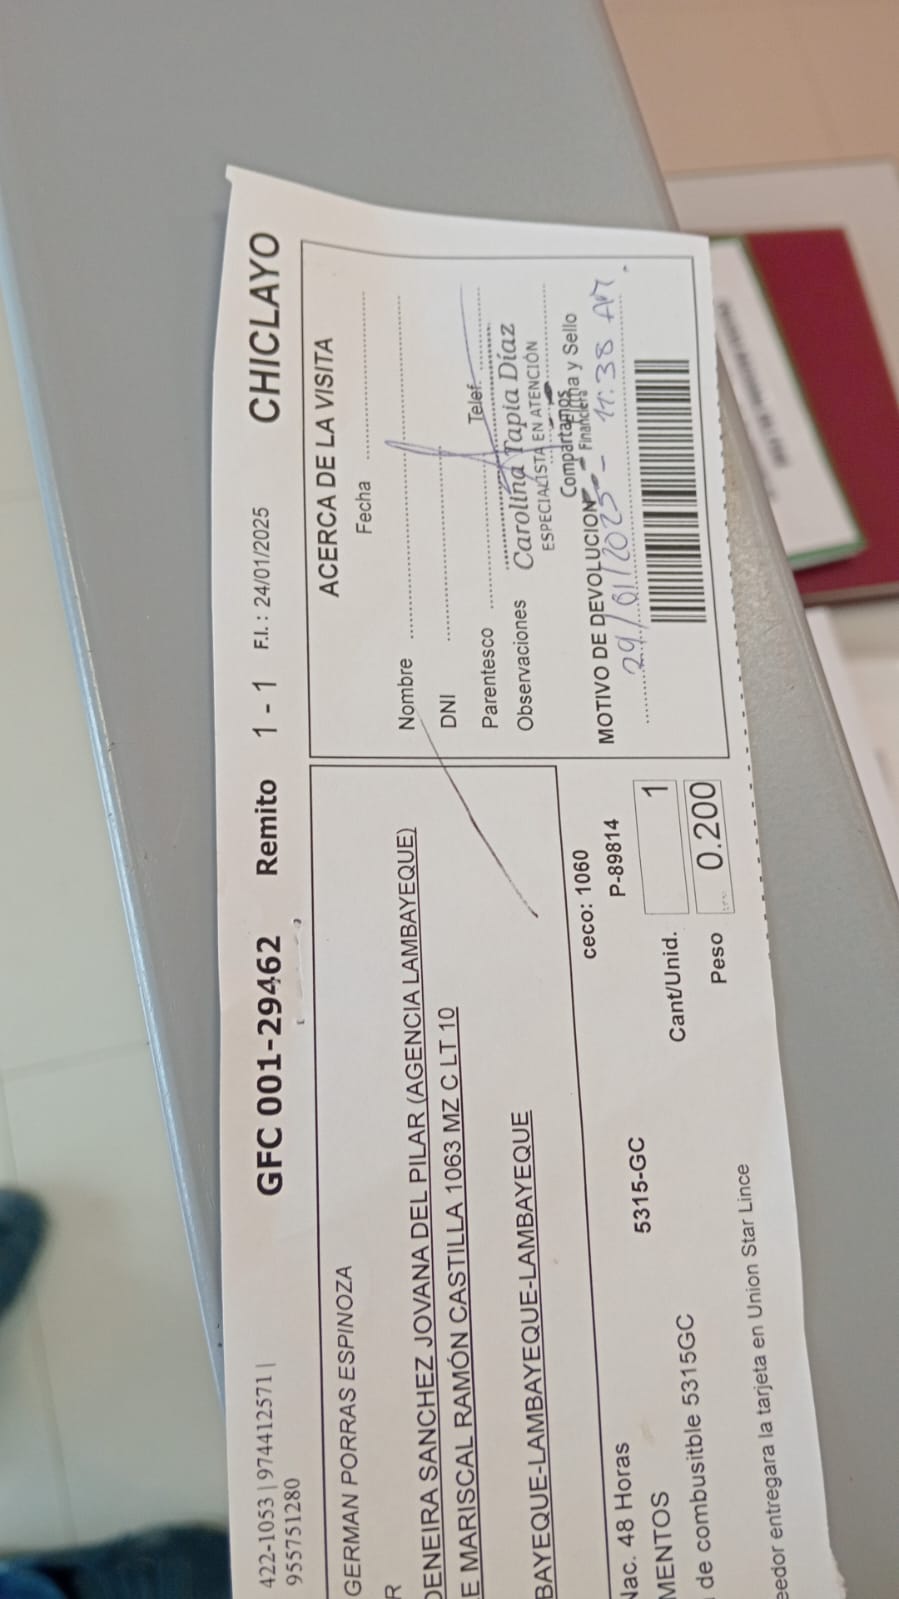 422-1053 | 974412571 |
955751280
GFC 001-29462 Remito 1 - 1 F.I.: 24/01/2025 CHICLAYO
GERMAN PORRAS ESPINOZA
R
DENEIRA SANCHEZ JOVANA DEL PILAR (AGENCIA LAMBAYEQUE)
E MARISCAL RAMÓN CASTILLA 1063 MZ C LT 10
BAYEQUE-LAMBAYEQUE-LAMBAYEQUE
ceco: 1060
Nac. 48 Horas
5315-GC
P-89814
MENTOS
Cant/Unid. 1
de combusitble 5315GC
Peso 0.200
eedor entregara la tarjeta en Union Star Lince
ACERCA DE LA VISITA
Fecha
Nombre
DNI
Parentesco
Telef.
Observaciones
Carolina Tapia Díaz
ESPECIALISTA EN ATENCIÓN
Compartamos
Financiera
y Sello
MOTIVO DE DEVOLUCION
29/01/2025 - 11:38 AM.